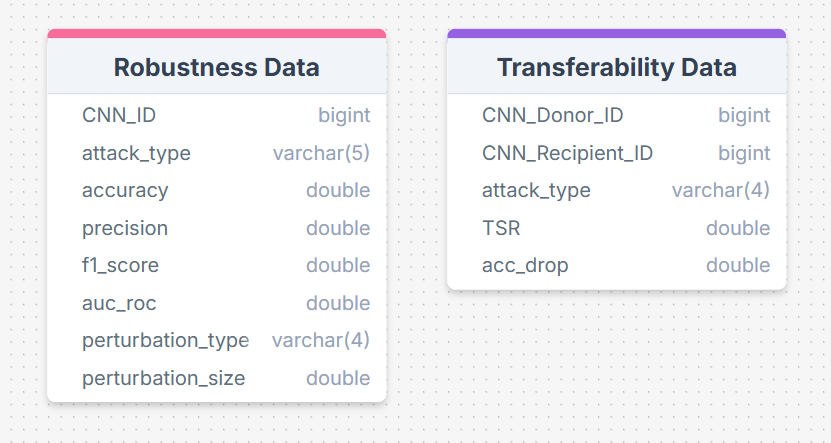 Robustness Data
CNN_ID bigint
attack_type varchar(5)
accuracy double
precision double
f1_score double
auc_roc double
perturbation_type varchar(4)
perturbation_size double
Transferability Data
CNN_Donor_ID bigint
CNN_Recipient_ID bigint
attack_type varchar(4)
TSR double
acc_drop double